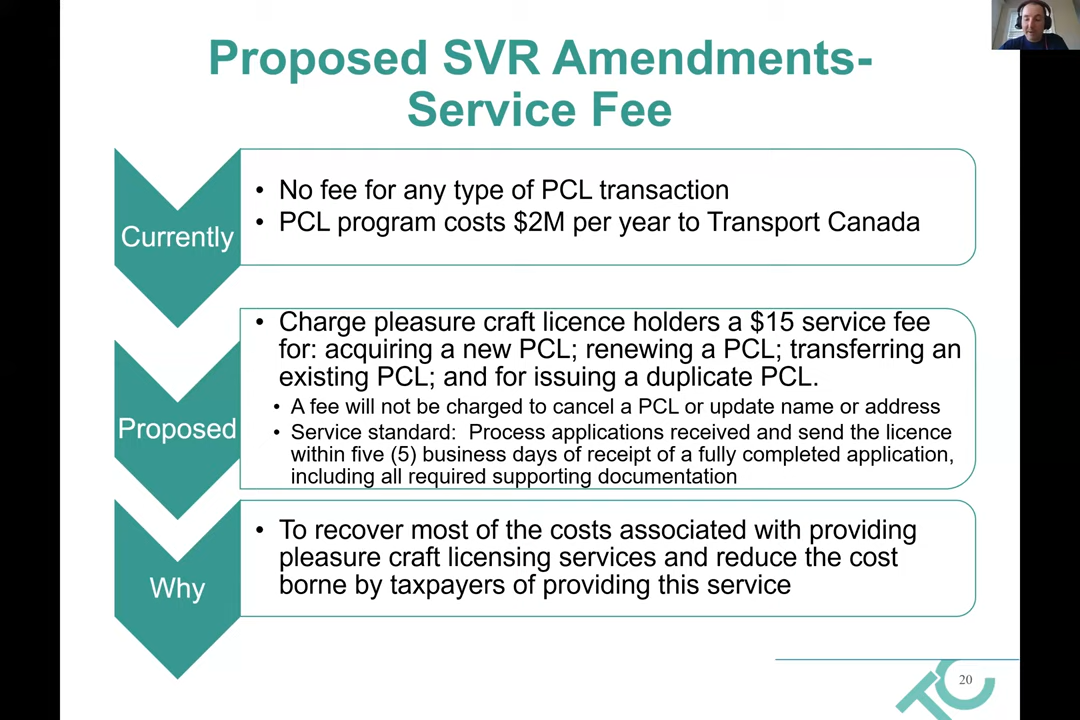 Proposed SVR Amendments-
Service Fee
Currently
• No fee for any type of PCL transaction
• PCL program costs $2M per year to Transport Canada
Proposed
• Charge pleasure craft licence holders a $15 service fee
for: acquiring a new PCL; renewing a PCL; transferring an
existing PCL; and for issuing a duplicate PCL.
• A fee will not be charged to cancel a PCL or update name or address
• Service standard: Process applications received and send the licence
within five (5) business days of receipt of a fully completed application,
including all required supporting documentation
Why
• To recover most of the costs associated with providing
pleasure craft licensing services and reduce the cost
borne by taxpayers of providing this service
TC
20